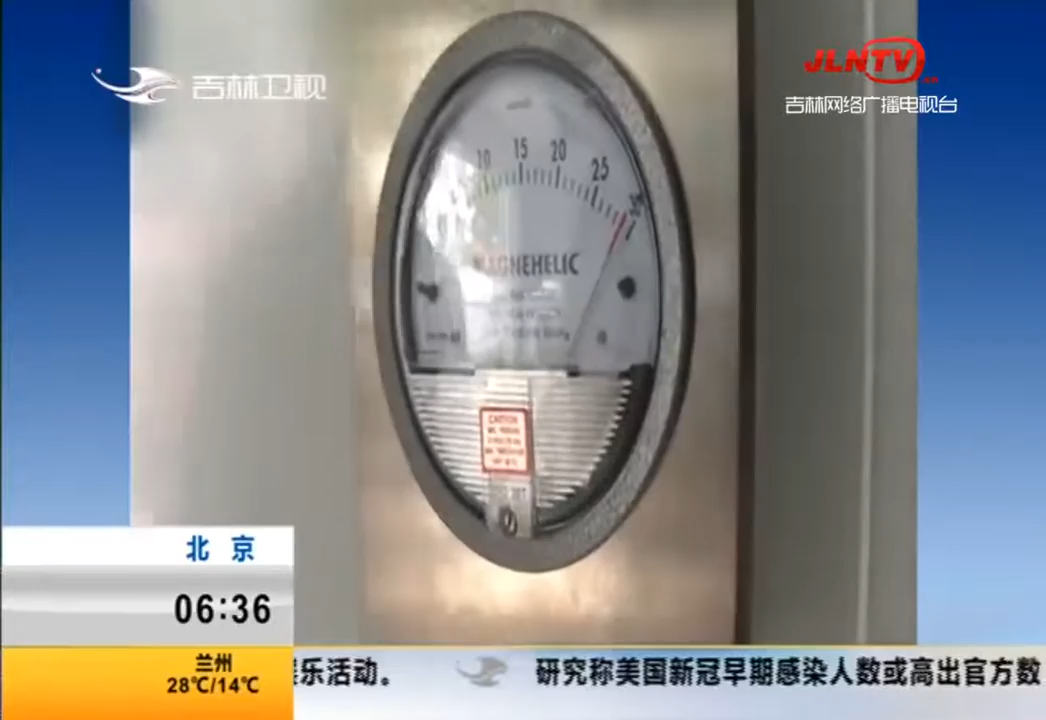 吉林卫视
JLNTV
吉林网络广播电视台
10 15 20 25
MAGNEHELIC
CAUTION
北京
06:36
兰州
28℃/14℃
乐活动。
研究称美国新冠早期感染人数或高出官方数